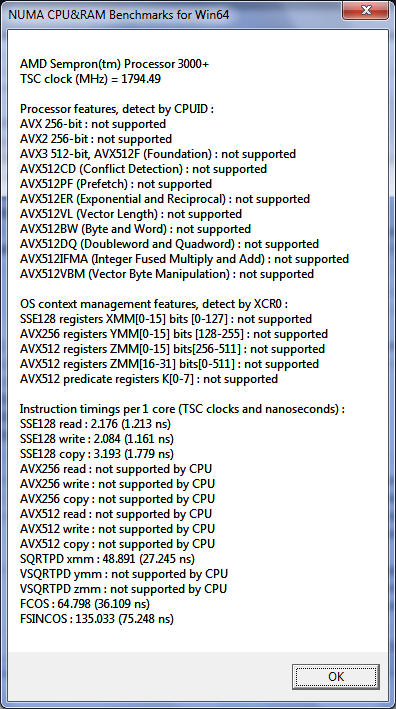 NUMA CPU&RAM Benchmarks for Win64
AMD Sempron(tm) Processor 3000+
TSC clock (MHz) = 1794.49
Processor features, detect by CPUID :
AVX 256-bit : not supported
AVX2 256-bit : not supported
AVX3 512-bit, AVX512F (Foundation) : not supported
AVX512CD (Conflict Detection) : not supported
AVX512PF (Prefetch) : not supported
AVX512ER (Exponential and Reciprocal) : not supported
AVX512VL (Vector Length) : not supported
AVX512BW (Byte and Word) : not supported
AVX512DQ (Doubleword and Quadword) : not supported
AVX512IFMA (Integer Fused Multiply and Add) : not supported
AVX512VBM (Vector Byte Manipulation) : not supported
OS context management features, detect by XCR0 :
SSE128 registers XMM[0-15] bits [0-127] : not supported
AVX256 registers YMM[0-15] bits [128-255] : not supported
AVX512 registers ZMM[0-15] bits[256-511] : not supported
AVX512 registers ZMM[16-31] bits[0-511] : not supported
AVX512 predicate registers K[0-7] : not supported
Instruction timings per 1 core (TSC clocks and nanoseconds) :
SSE128 read : 2.176 (1.213 ns)
SSE128 write : 2.084 (1.161 ns)
SSE128 copy : 3.193 (1.779 ns)
AVX256 read : not supported by CPU
AVX256 write : not supported by CPU
AVX256 copy : not supported by CPU
AVX512 read : not supported by CPU
AVX512 write : not supported by CPU
AVX512 copy : not supported by CPU
SQRTPD xmm : 48.891 (27.245 ns)
VSQRTPD ymm : not supported by CPU
VSQRTPD zmm : not supported by CPU
FCOS : 64.798 (36.109 ns)
FSINCOS : 135.033 (75.248 ns)
OK